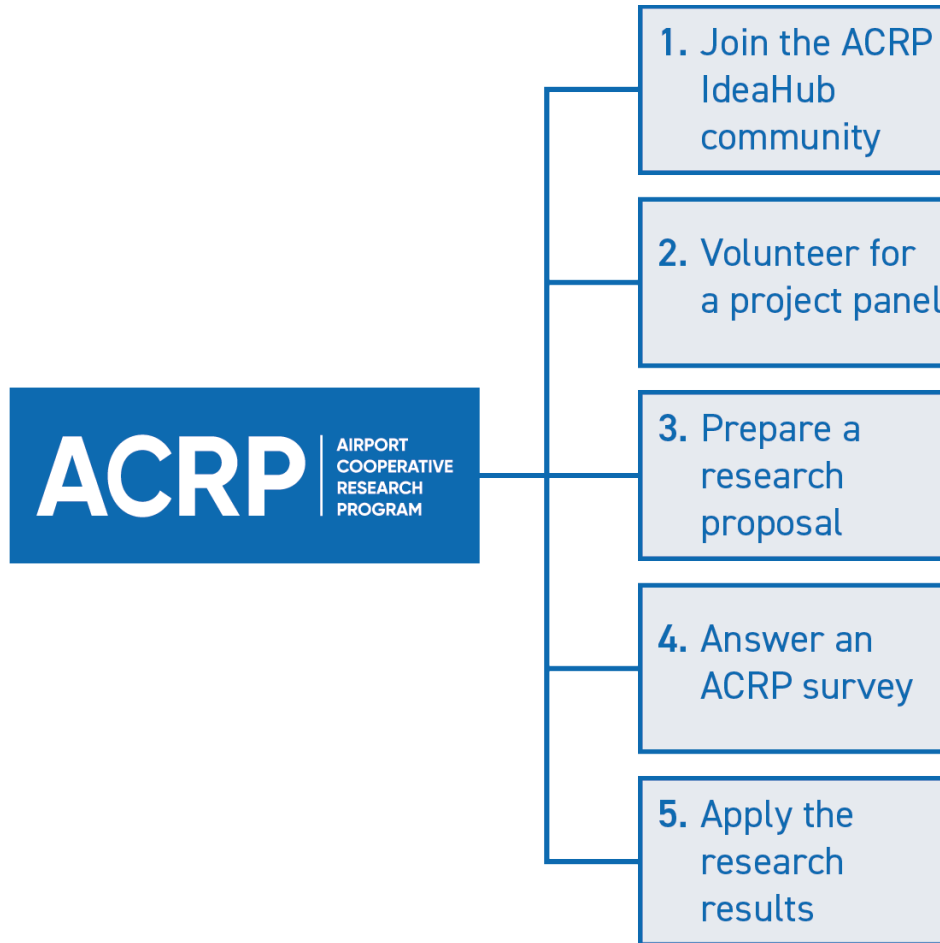 ACRP
AIRPORT
COOPERATIVE
RESEARCH
PROGRAM
1. Join the ACRP
IdeaHub
community
2. Volunteer for
a project panel
3. Prepare a
research
proposal
4. Answer an
ACRP survey
5. Apply the
research
results